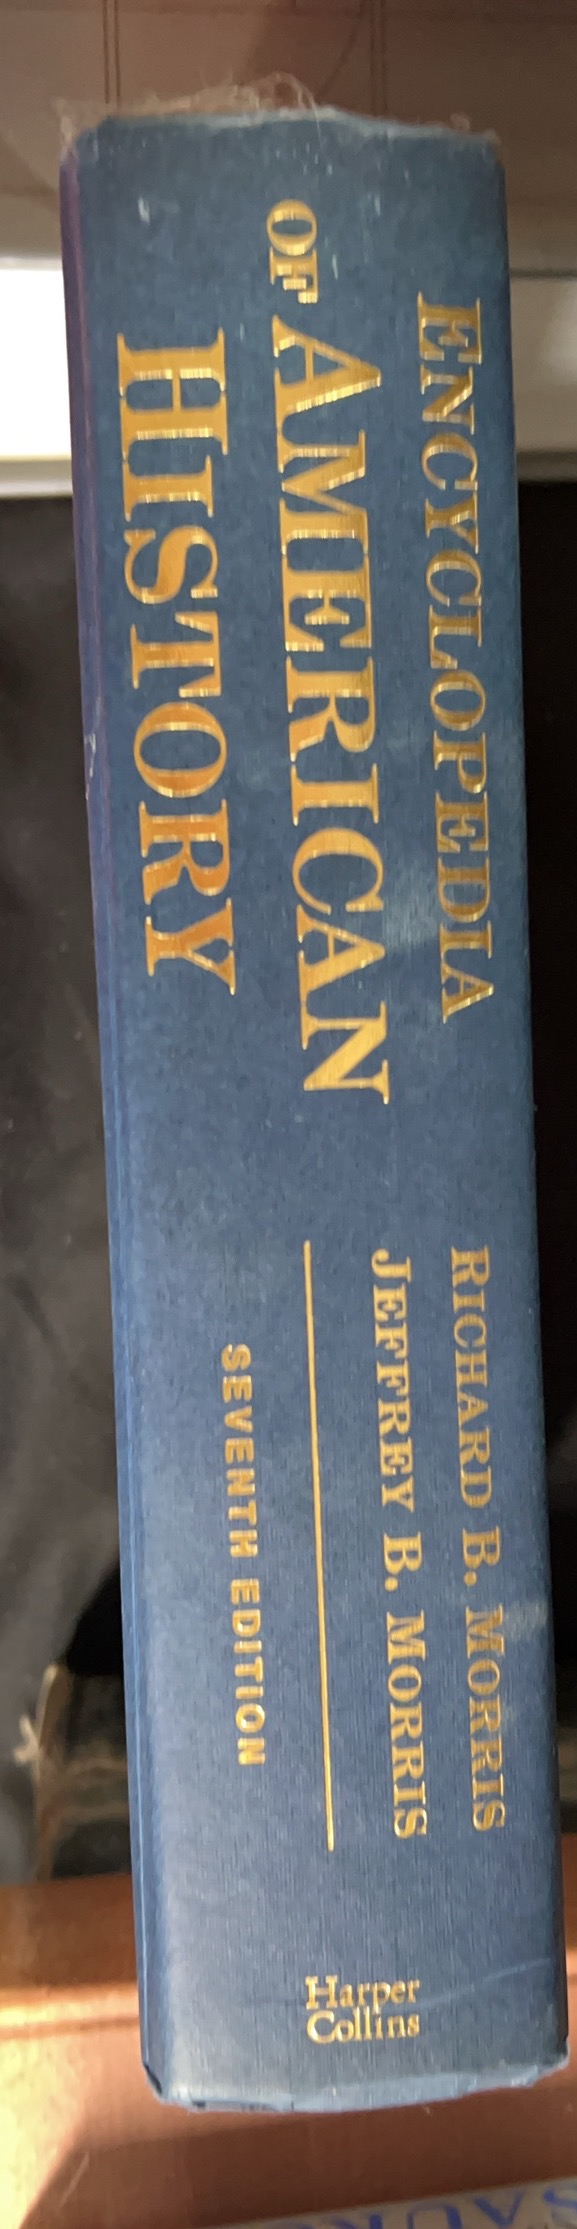 ENCYCLOPEDIA
OF AMERICAN
HISTORY
RICHARD B. MORRIS
JEFFREY B. MORRIS
SEVENTH EDITION
Harper
Collins